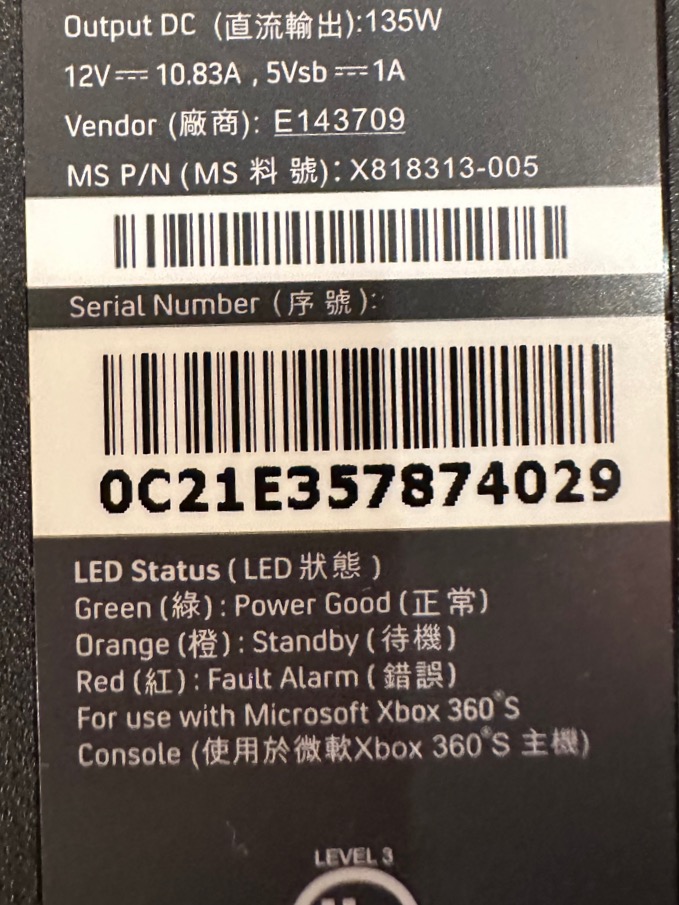 Output DC (直流輸出):135W
12V⎓ 10.83A , 5Vsb ⎓1A
Vendor (廠商): E143709
MS P/N (MS 料 號): X818313-005
Serial Number (序 號):
0C21E357874029
LED Status ( LED 狀態 )
Green (綠) : Power Good (正 常)
Orange (橙) : Standby (待機)
Red (紅) : Fault Alarm ( 錯誤)
For use with Microsoft Xbox 360®S
Console (使用於微軟Xbox 360®S 主機)
LEVEL 3